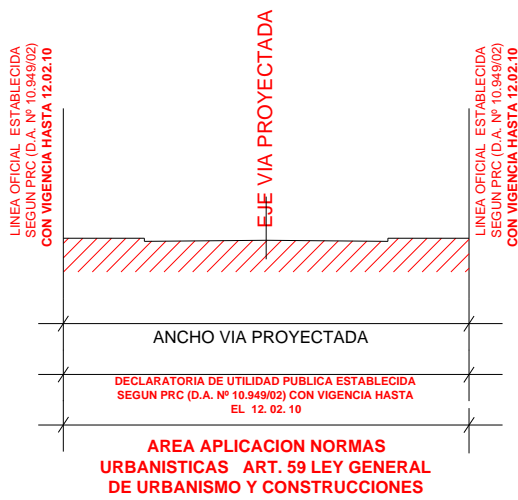 LINEA OFICIAL ESTABLECIDA
SEGUN PRC (D.A. Nº 10.949/02)
CON VIGENCIA HASTA 12.02.10
EJE VIA PROYECTADA
LINEA OFICIAL ESTABLECIDA
SEGUN PRC (D.A. Nº 10.949/02)
CON VIGENCIA HASTA 12.02.10
ANCHO VIA PROYECTADA
DECLARATORIA DE UTILIDAD PUBLICA ESTABLECIDA
SEGUN PRC (D.A. Nº 10.949/02) CON VIGENCIA HASTA
EL 12. 02. 10
AREA APLICACION NORMAS
URBANISTICAS ART. 59 LEY GENERAL
DE URBANISMO Y CONSTRUCCIONES